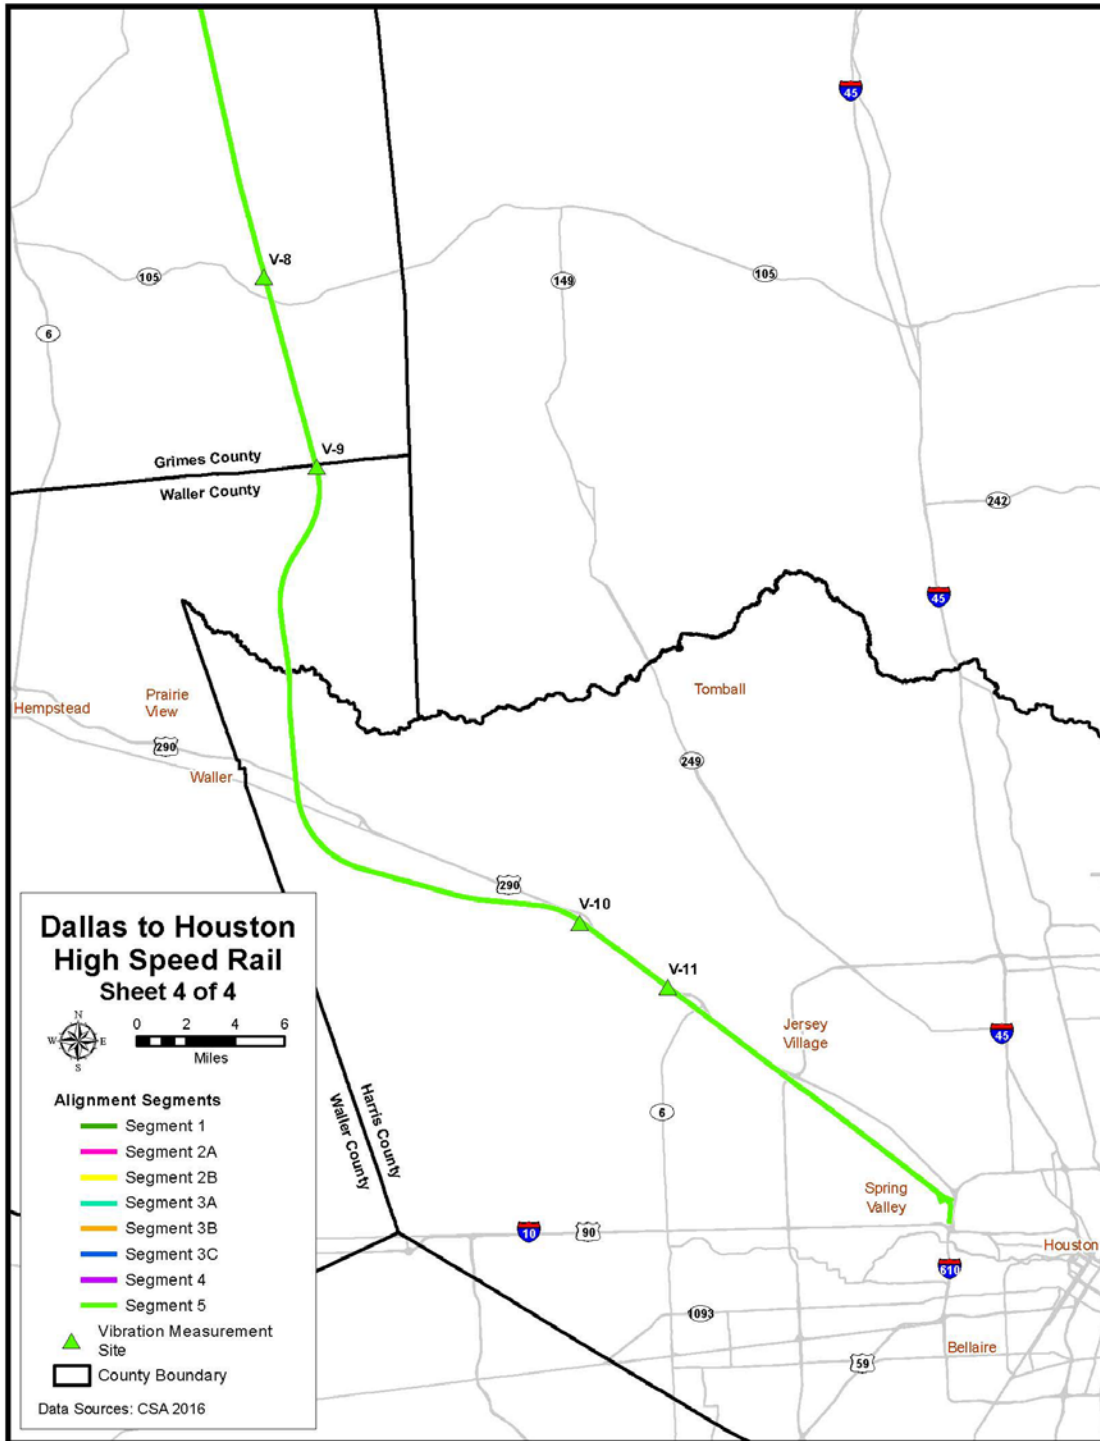 45
V-8
105
149
105
6
V-9
Grimes County
Waller County
242
45
Tomball
Prairie
View
Hempstead
290
Waller
249
290
V-10
V-11
Jersey
Village
45
6
Harris County
Waller County
Spring
Valley
10
90
Houston
610
1093
Bellaire
59
Dallas to Houston
High Speed Rail
Sheet 4 of 4
N
W E
S
0 2 4 6
Miles
Alignment Segments
Segment 1
Segment 2A
Segment 2B
Segment 3A
Segment 3B
Segment 3C
Segment 4
Segment 5
Vibration Measurement
Site
County Boundary
Data Sources: CSA 2016